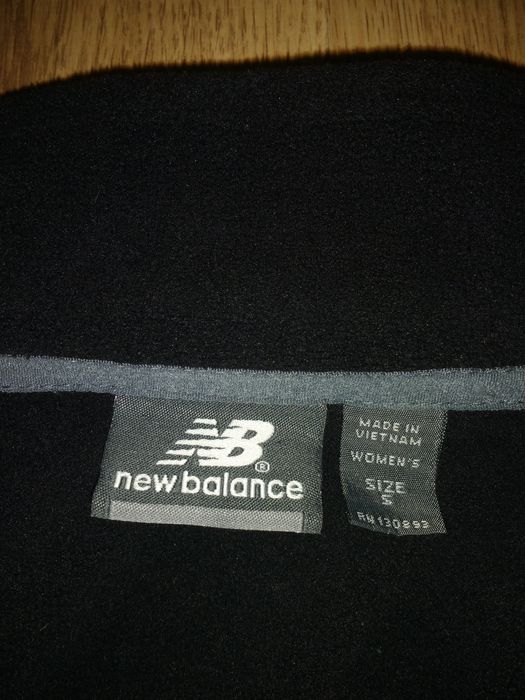 NB®
new balance
MADE IN
VIETNAM
WOMEN'S
SIZE
S
RN 130893